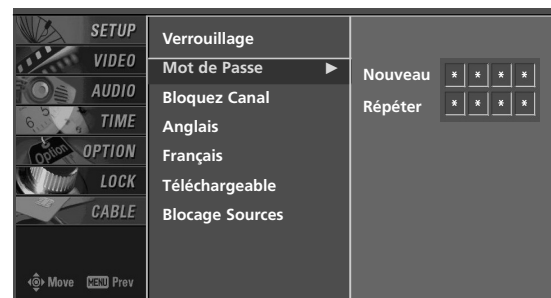 SETUP
VIDEO
AUDIO
TIME
OPTION
LOCK
CABLE
Move MENU Prev
Verrouillage
Mot de Passe ►
Bloquez Canal
Anglais
Français
Téléchargeable
Blocage Sources
Nouveau * * * *
Répéter * * * *